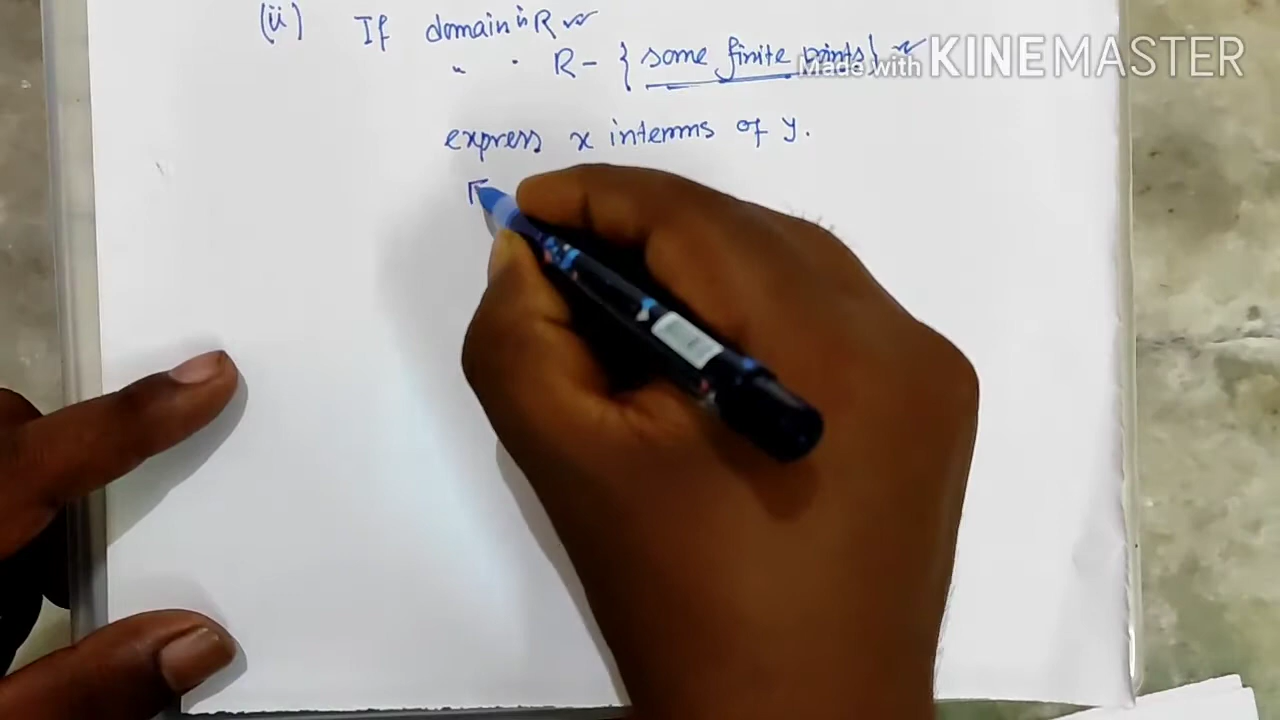 (ii) If domain is R ✓
" " R - { some finite points } ✓
Made with KINEMASTER
express x interms of y.